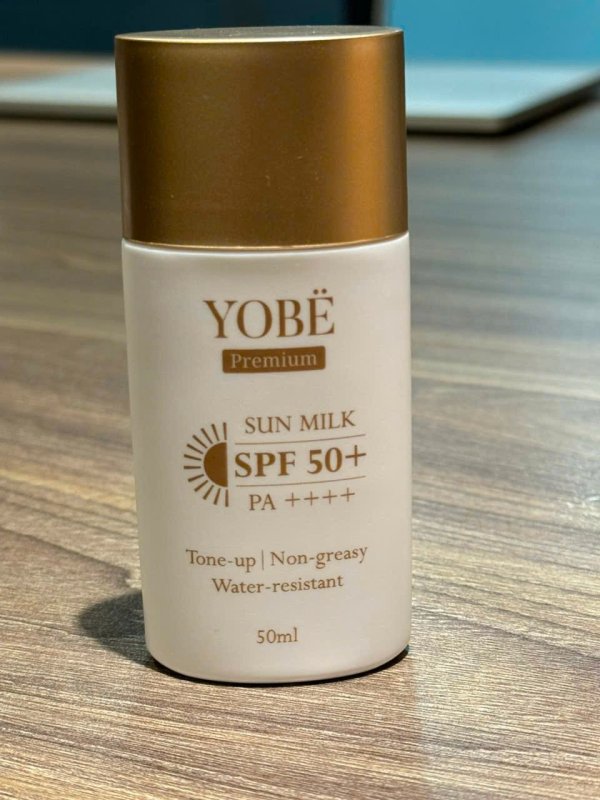 YOBË
Premium
SUN MILK
SPF 50+
PA ++++
Tone-up | Non-greasy
Water-resistant
50ml